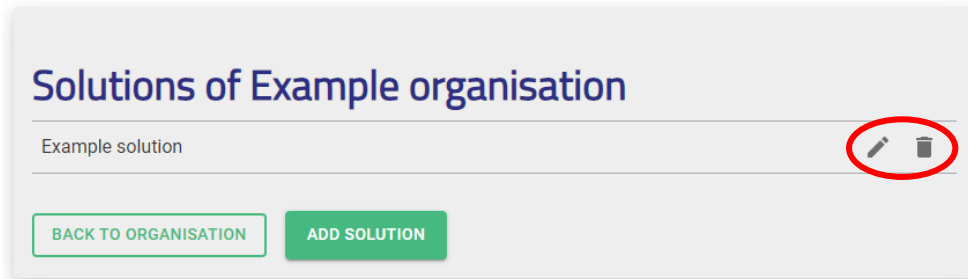 Solutions of Example organisation
Example solution
BACK TO ORGANISATION
ADD SOLUTION